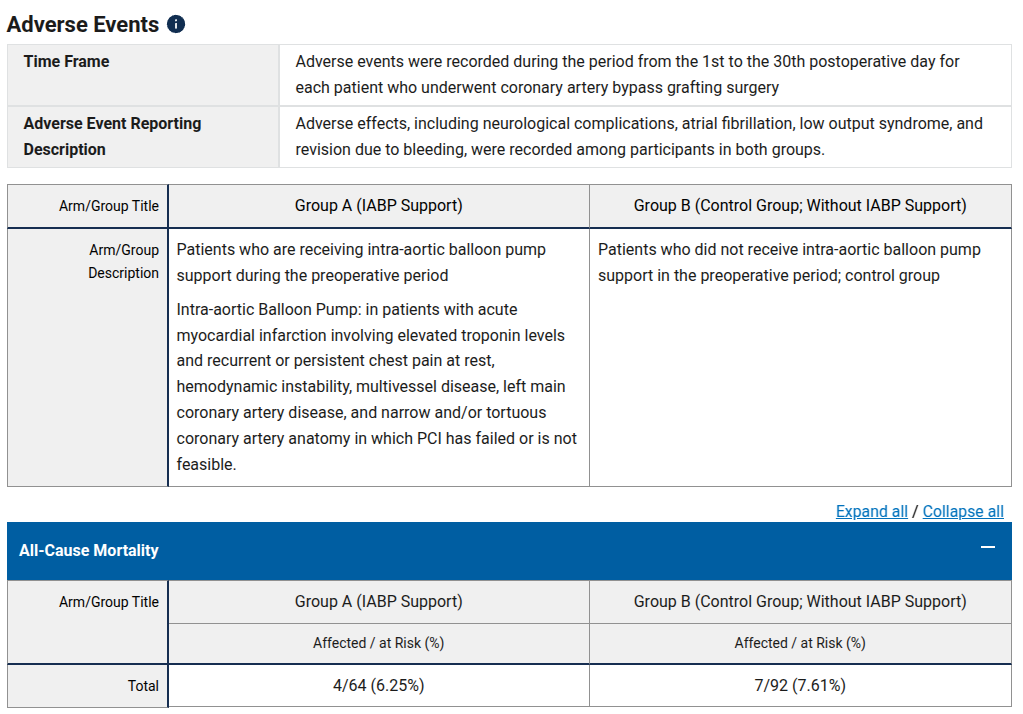 Adverse Events
Time Frame
Adverse events were recorded during the period from the 1st to the 30th postoperative day for
each patient who underwent coronary artery bypass grafting surgery
Adverse Event Reporting
Description
Adverse effects, including neurological complications, atrial fibrillation, low output syndrome, and
revision due to bleeding, were recorded among participants in both groups.
Arm/Group Title
Group A (IABP Support)
Group B (Control Group; Without IABP Support)
Arm/Group
Description
Patients who are receiving intra-aortic balloon pump
support during the preoperative period
Intra-aortic Balloon Pump: in patients with acute
myocardial infarction involving elevated troponin levels
and recurrent or persistent chest pain at rest,
hemodynamic instability, multivessel disease, left main
coronary artery disease, and narrow and/or tortuous
coronary artery anatomy in which PCI has failed or is not
feasible.
Patients who did not receive intra-aortic balloon pump
support in the preoperative period; control group
Expand all / Collapse all
All-Cause Mortality
Arm/Group Title
Group A (IABP Support)
Group B (Control Group; Without IABP Support)
Affected / at Risk (%)
Affected / at Risk (%)
Total
4/64 (6.25%)
7/92 (7.61%)